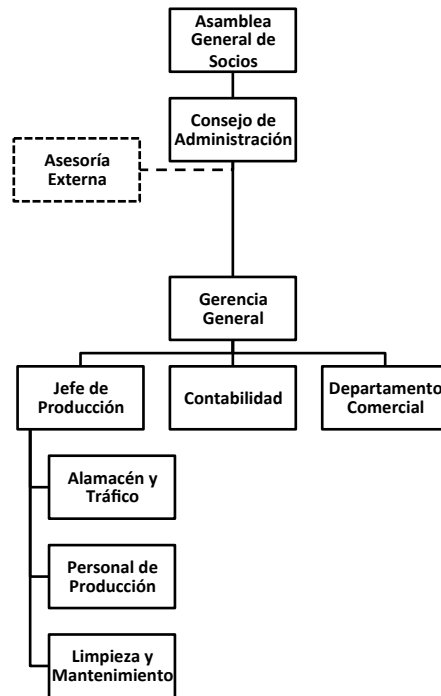 Asamblea
General de
Socios
Consejo de
Administración
Asesoría
Externa
Gerencia
General
Jefe de
Producción
Contabilidad
Departamento
Comercial
Alamacén y
Tráfico
Personal de
Producción
Limpieza y
Mantenimiento